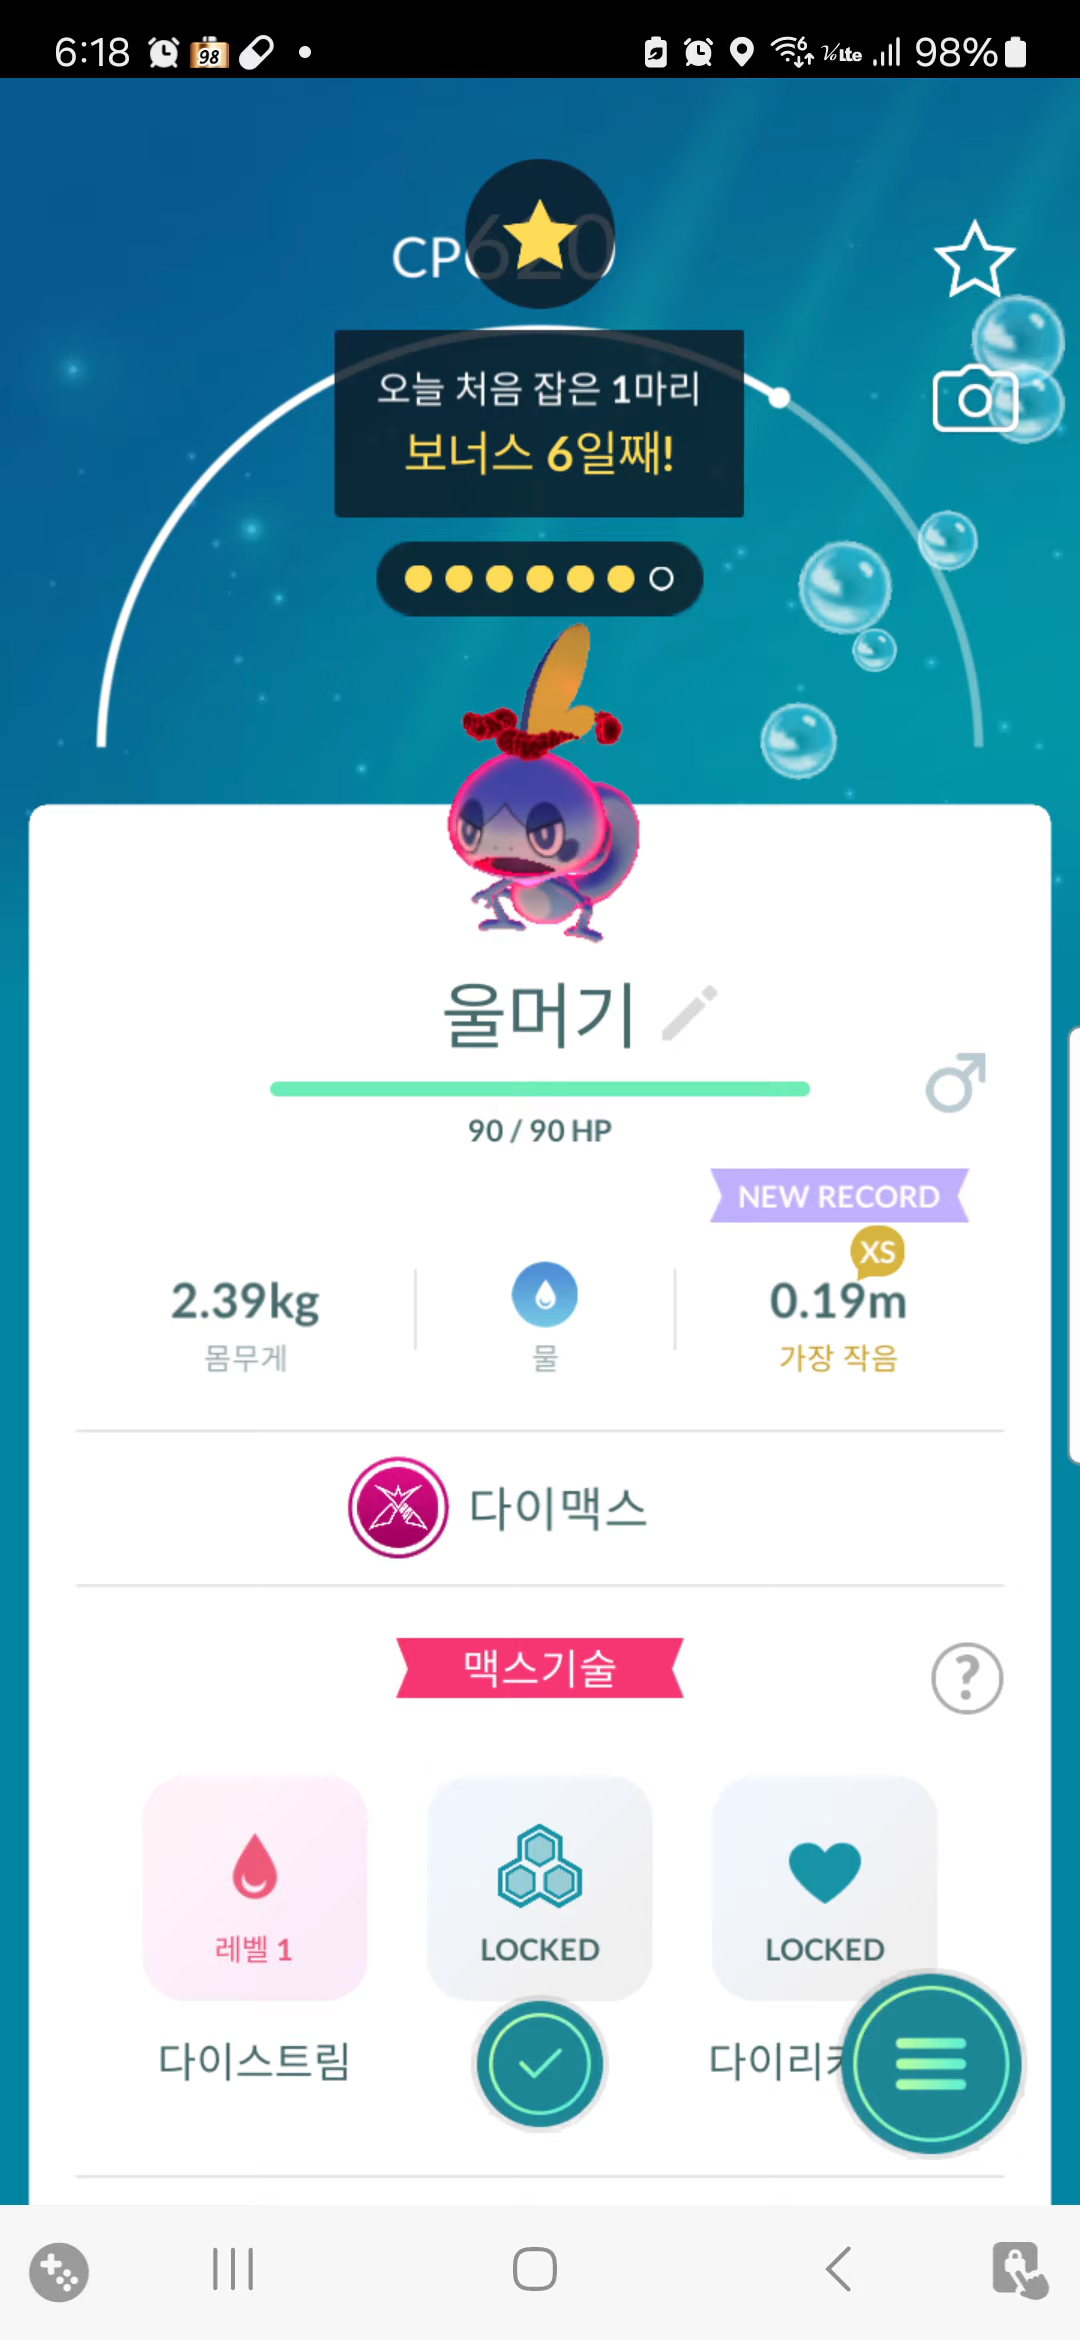 6:18
98
VoLTE
98%
CP
오늘 처음 잡은 1마리
보너스 6일째!
울머기
90 / 90 HP
NEW RECORD
XS
2.39kg
0.19m
몸무게
물
가장 작음
다이맥스
맥스기술
?
레벨 1
LOCKED
LOCKED
다이스트림